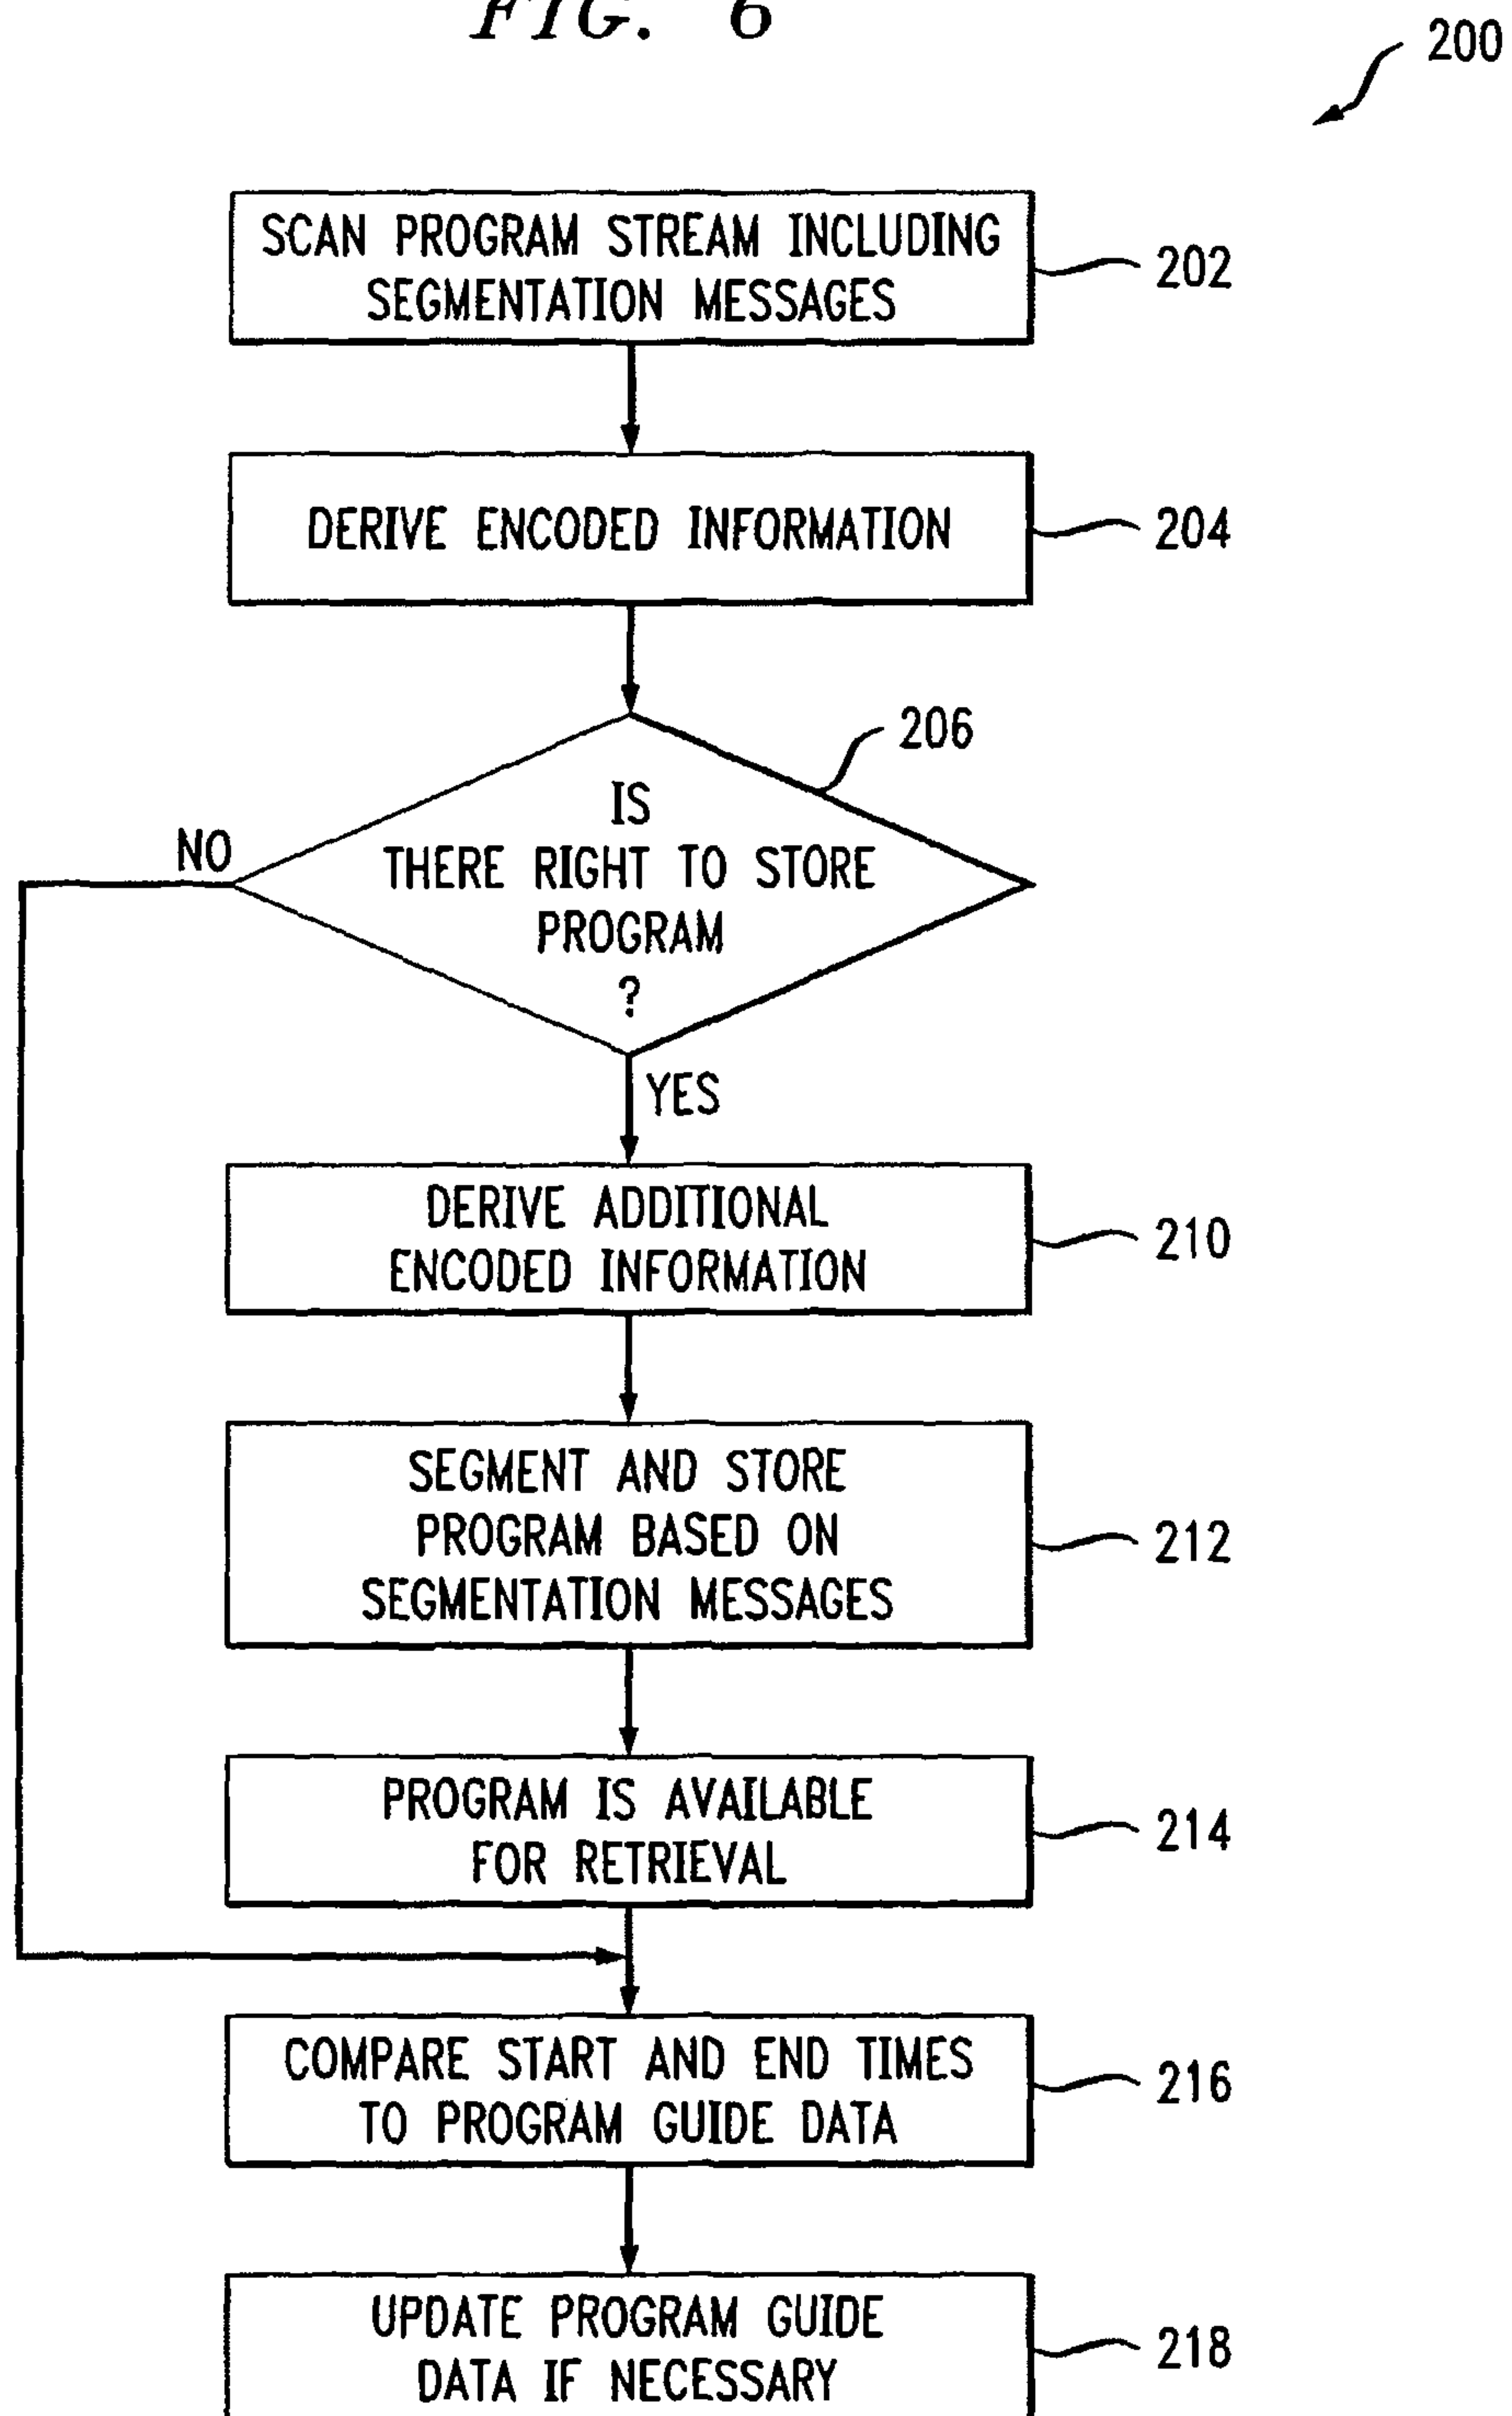 FIG. 6
200
SCAN PROGRAM STREAM INCLUDING
SEGMENTATION MESSAGES
202
DERIVE ENCODED INFORMATION
204
206
IS
THERE RIGHT TO STORE
PROGRAM
?
NO
YES
DERIVE ADDITIONAL
ENCODED INFORMATION
210
SEGMENT AND STORE
PROGRAM BASED ON
SEGMENTATION MESSAGES
212
PROGRAM IS AVAILABLE
FOR RETRIEVAL
214
COMPARE START AND END TIMES
TO PROGRAM GUIDE DATA
216
UPDATE PROGRAM GUIDE
DATA IF NECESSARY
218